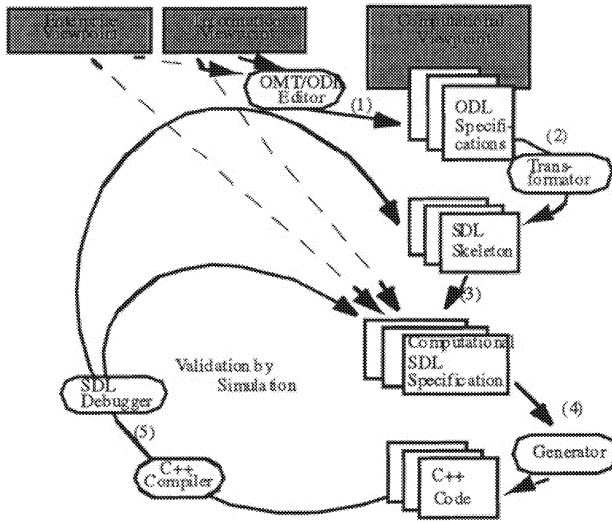 Enterprise
Viewpoint
Information
Viewpoint
Computational
Viewpoint
OMT/ODL
Editor
(1)
ODL
Specifi-
cations
(2)
Trans-
formator
SDL
Skeleton
(3)
Computational
SDL
Specification
Validation by
Simulation
SDL
Debugger
(4)
(5)
Generator
C++
Compiler
C++
Code